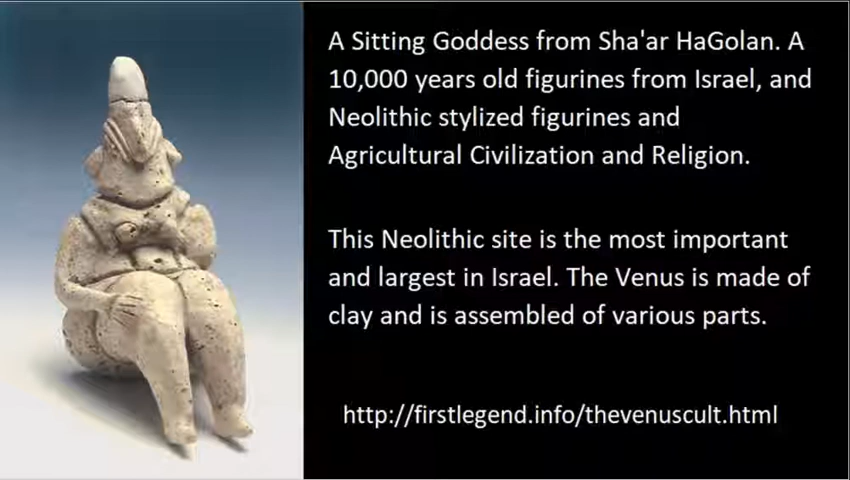 A Sitting Goddess from Sha'ar HaGolan. A
10,000 years old figurines from Israel, and
Neolithic stylized figurines and
Agricultural Civilization and Religion.
This Neolithic site is the most important
and largest in Israel. The Venus is made of
clay and is assembled of various parts.
http://firstlegend.info/thevenuscult.html